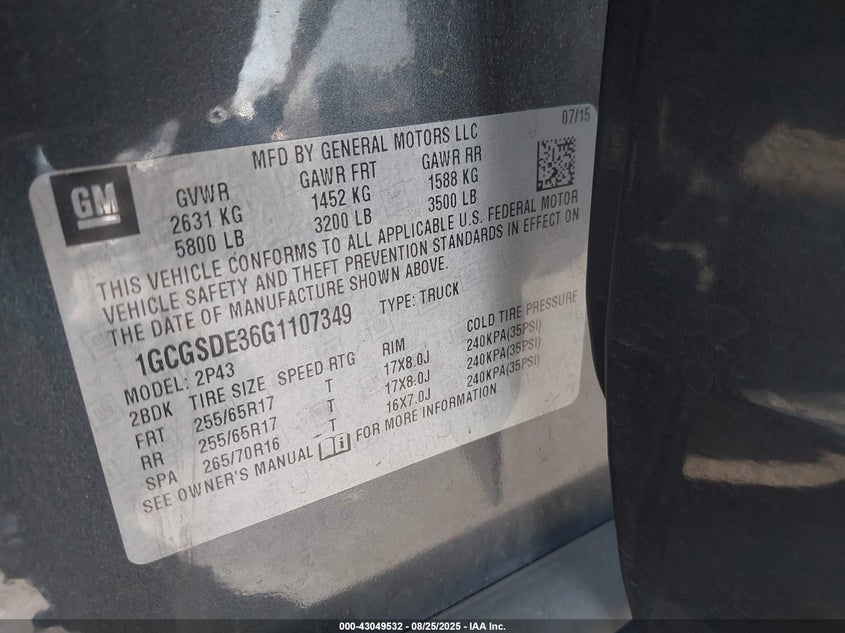 07/15
MFD BY GENERAL MOTORS LLC
GM
GVWR GAWR FRT GAWR RR
2631 KG 1452 KG 1588 KG
5800 LB 3200 LB 3500 LB
THIS VEHICLE CONFORMS TO ALL APPLICABLE U.S. FEDERAL MOTOR
VEHICLE SAFETY AND THEFT PREVENTION STANDARDS IN EFFECT ON
THE DATE OF MANUFACTURE SHOWN ABOVE.
1GCGSDE36G1107349 TYPE: TRUCK
MODEL: 2P43
2BDK TIRE SIZE SPEED RTG RIM COLD TIRE PRESSURE
FRT 255/65R17 T 17X8.0J 240KPA(35PSI)
RR 255/65R17 T 17X8.0J 240KPA(35PSI)
SPA 265/70R16 T 16X7.0J 240KPA(35PSI)
SEE OWNER'S MANUAL FOR MORE INFORMATION
000-43049532 - 08/25/2025 - IAA Inc.